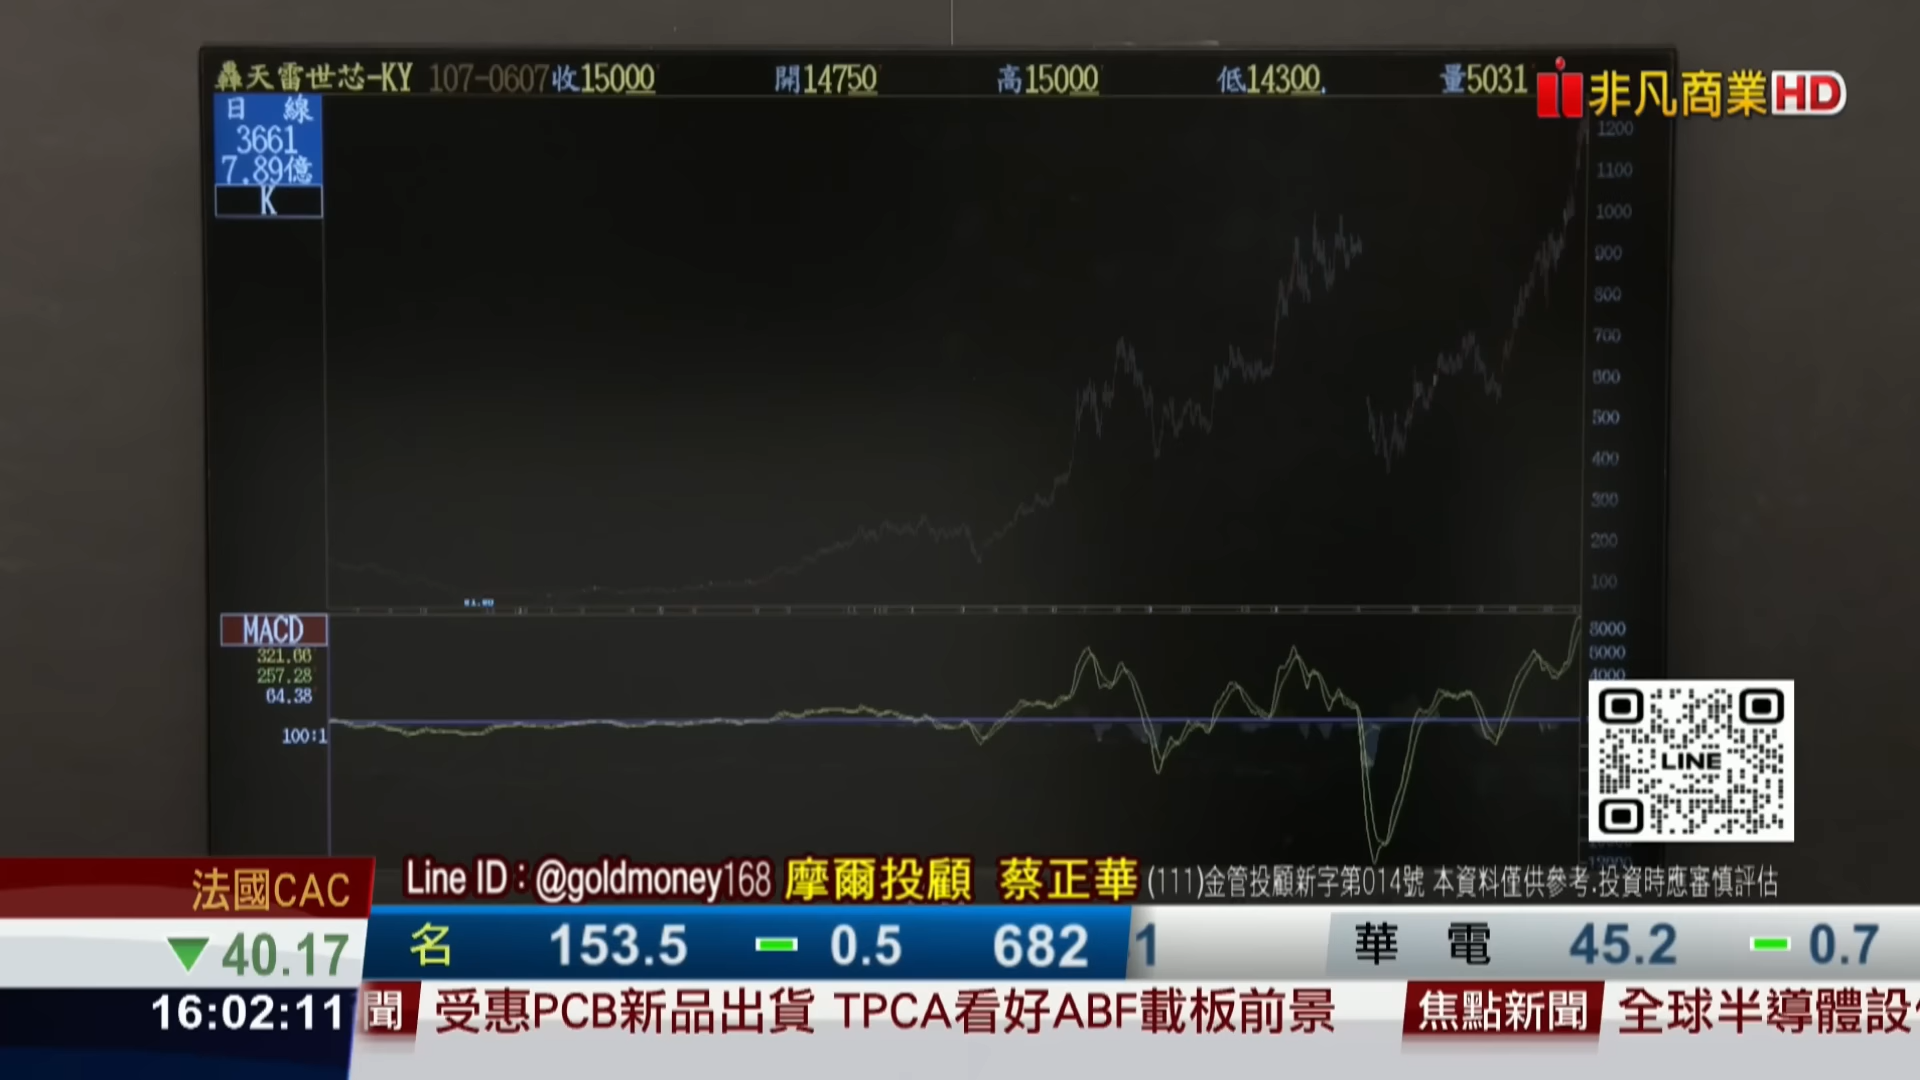 轟天雷世芯-KY 107-0607收15000 開14750 高15000 低14300 量5031
非凡商業HD
日 線
3661
7.89億
K
1200
1100
1000
900
800
700
600
500
400
300
200
100
MACD
321.66
257.28
64.38
100:1
8000
6000
4000
LINE
Line ID：@goldmoney168 摩爾投顧 蔡正華 (111)金管投顧新字第014號 本資料僅供參考.投資時應審慎評估
法國CAC
▼40.17
名 153.5 0.5 682 1 華 電 45.2 0.7
16:02:11
聞 受惠PCB新品出貨 TPCA看好ABF載板前景 焦點新聞 全球半導體設